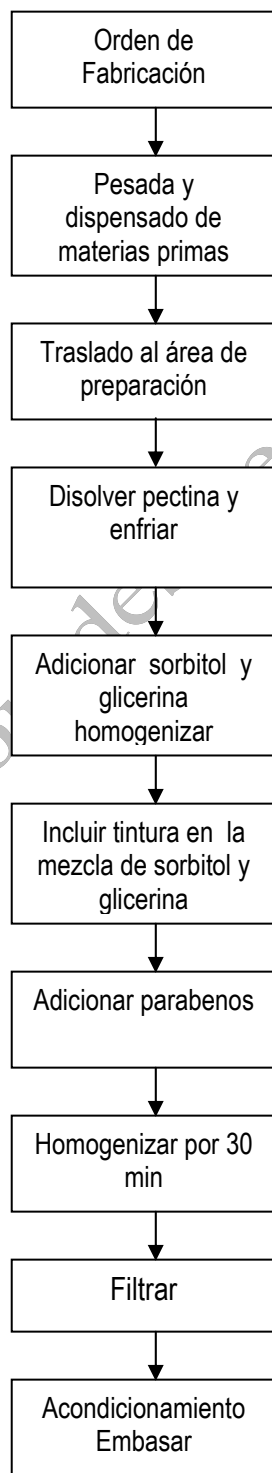 Orden de
Fabricación
Pesada y
dispensado de
materias primas
Traslado al área de
preparación
Disolver pectina y
enfriar
Adicionar sorbitol y
glicerina
homogenizar
Incluir tintura en la
mezcla de sorbitol y
glicerina
Adicionar parabenos
Homogenizar por 30
min
Filtrar
Acondicionamiento
Embasar